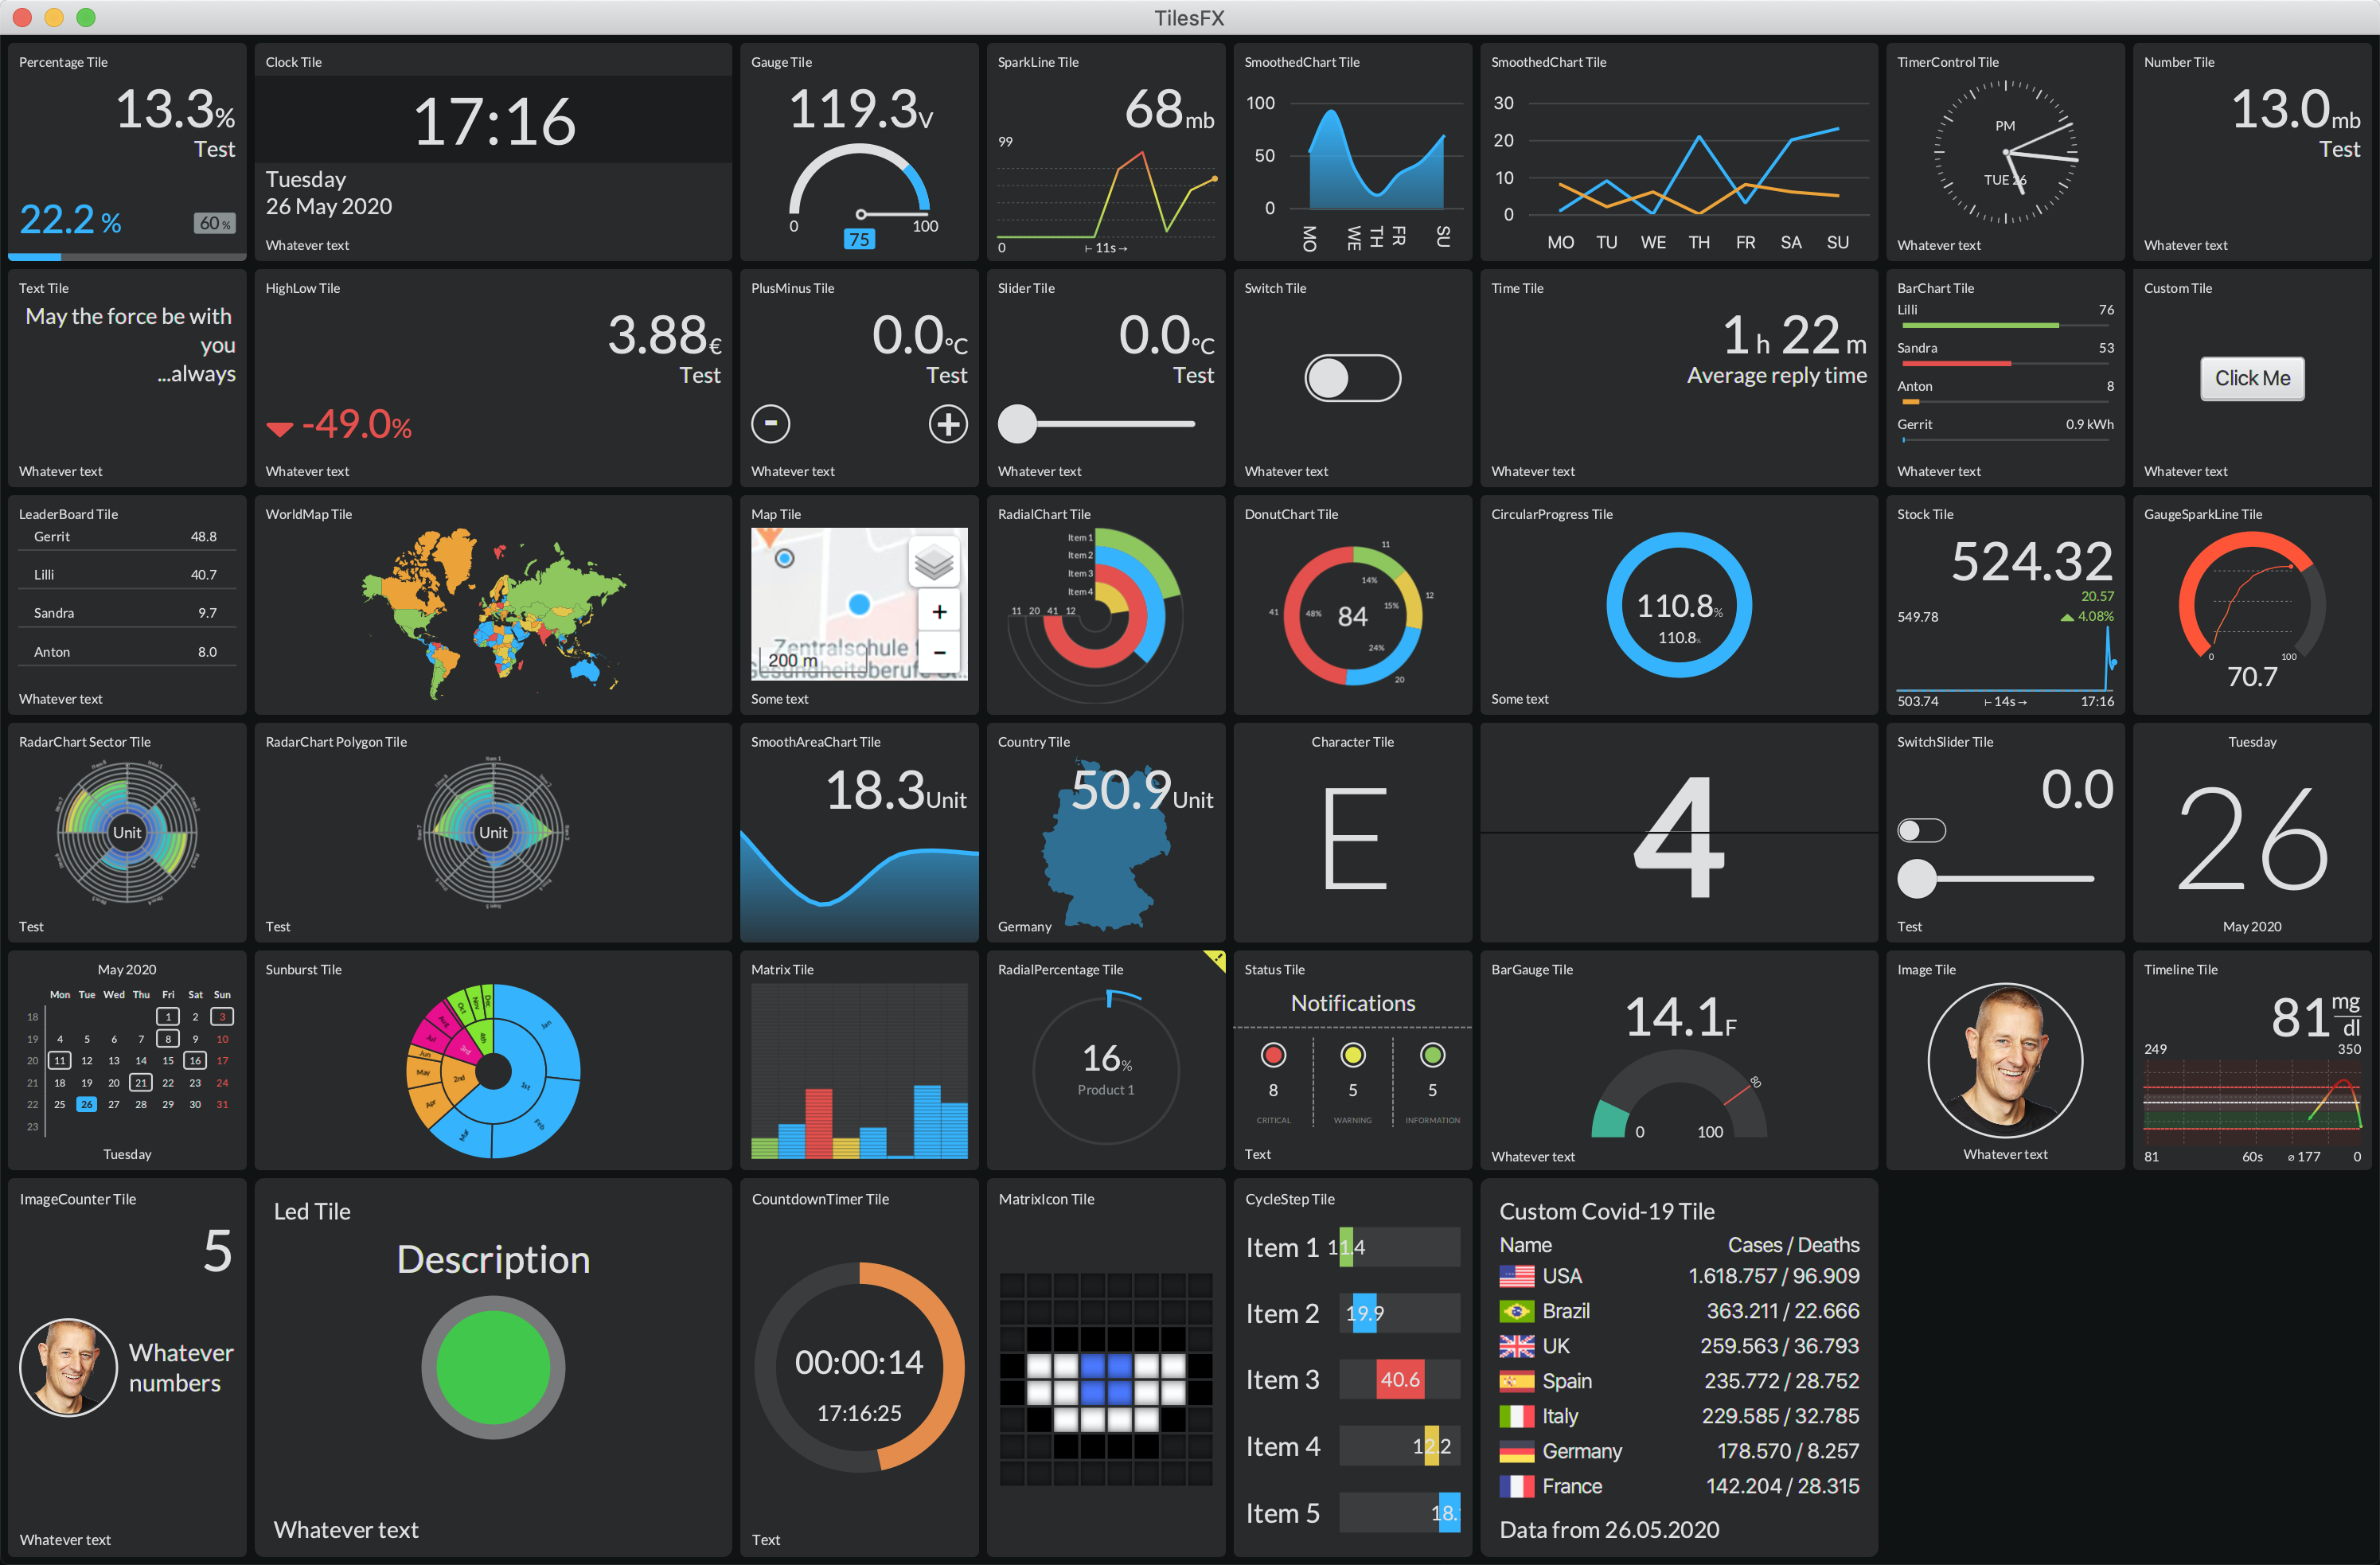 TilesFX
Percentage Tile
13.3%
Test
22.2 %
60 %
Clock Tile
17:16
Tuesday
26 May 2020
Whatever text
Gauge Tile
119.3V
0
100
75
SparkLine Tile
68mb
99
0
⊢ 11s →
SmoothedChart Tile
100
50
0
MO
WE
TH
FR
SU
SmoothedChart Tile
30
20
10
0
MO TU WE TH FR SA SU
TimerControl Tile
PM
TUE 26
Whatever text
Number Tile
13.0mb
Test
Whatever text
Text Tile
May the force be with
you
...always
Whatever text
HighLow Tile
3.88€
Test
-49.0%
Whatever text
PlusMinus Tile
0.0°C
Test
- +
Whatever text
Slider Tile
0.0°C
Test
Whatever text
Switch Tile
Whatever text
Time Tile
1 h 22 m
Average reply time
Whatever text
BarChart Tile
Lilli 76
Sandra 53
Anton 8
Gerrit 0.9 kWh
Whatever text
Custom Tile
Click Me
Whatever text
LeaderBoard Tile
Gerrit 48.8
Lilli 40.7
Sandra 9.7
Anton 8.0
Whatever text
WorldMap Tile
Map Tile
+
-
Zentralschule
200 m
Some text
RadialChart Tile
Item 1
Item 2
Item 3
Item 4
11 20 41 12
DonutChart Tile
11
14%
12
15%
41
48%
84
24%
20
CircularProgress Tile
110.8%
110.8%
Some text
Stock Tile
524.32
20.57
549.78
4.08%
503.74
⊢ 14s →
17:16
GaugeSparkLine Tile
0
100
70.7
RadarChart Sector Tile
Unit
Test
RadarChart Polygon Tile
Unit
Test
SmoothAreaChart Tile
18.3Unit
Country Tile
50.9Unit
Germany
Character Tile
E
4
SwitchSlider Tile
0.0
Test
Tuesday
26
May 2020
May 2020
Mon Tue Wed Thu Fri Sat Sun
18 1 2 3
19 4 5 6 7 8 9 10
20 11 12 13 14 15 16 17
21 18 19 20 21 22 23 24
22 25 26 27 28 29 30 31
23
Tuesday
Sunburst Tile
Jan
Feb
Mar
Apr
May
Jun
Jul
Aug
Oct
Nov
Dec
1st
2nd
3rd
4th
Matrix Tile
RadialPercentage Tile
16%
Product 1
Status Tile
Notifications
8 5 5
CRITICAL WARNING INFORMATION
Text
BarGauge Tile
14.1F
80
0
100
Whatever text
Image Tile
Whatever text
Timeline Tile
81 mg
dl
249
350
81
60s
⌀ 177
0
ImageCounter Tile
5
Whatever
numbers
Whatever text
Led Tile
Description
Whatever text
CountdownTimer Tile
00:00:14
17:16:25
Text
MatrixIcon Tile
CycleStep Tile
Item 1 11.4
Item 2 19.9
Item 3 40.6
Item 4 12.2
Item 5 18.
Custom Covid-19 Tile
Name Cases / Deaths
USA 1.618.757 / 96.909
Brazil 363.211 / 22.666
UK 259.563 / 36.793
Spain 235.772 / 28.752
Italy 229.585 / 32.785
Germany 178.570 / 8.257
France 142.204 / 28.315
Data from 26.05.2020